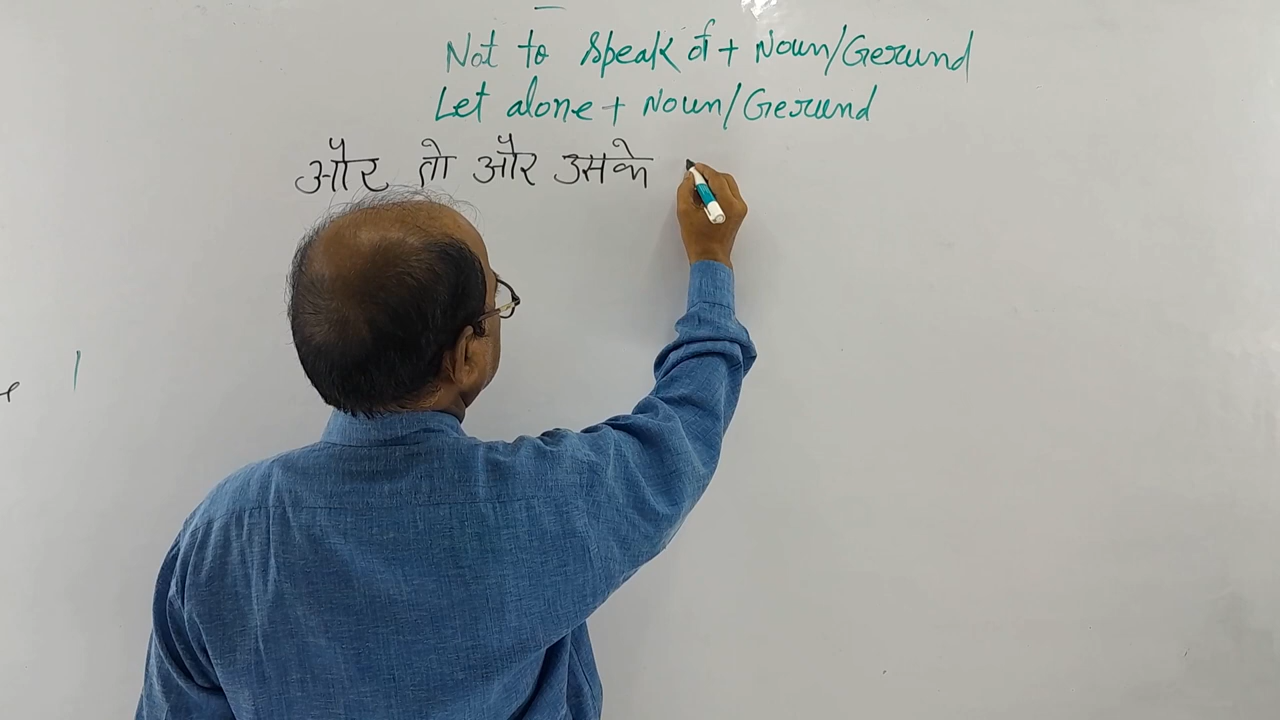 Not to speak of + Noun/Gerund
Let alone + Noun/Gerund
और तो और उसके